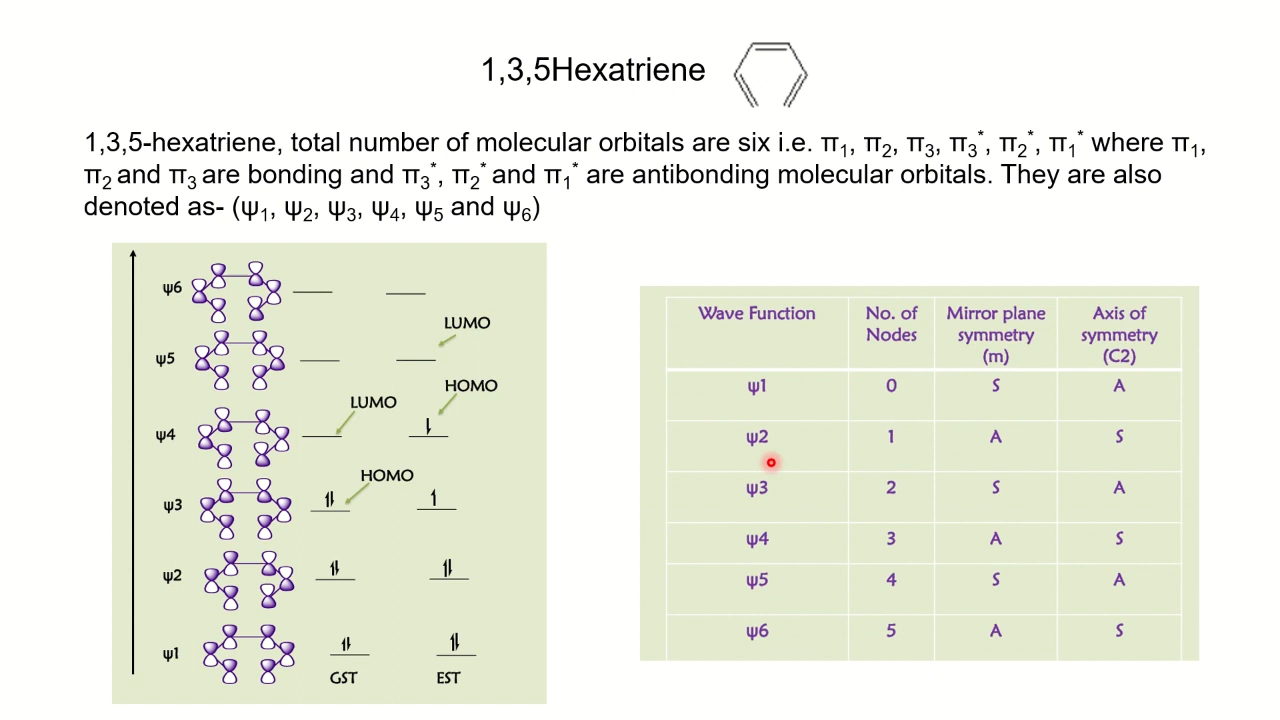 1,3,5Hexatriene
1,3,5-hexatriene, total number of molecular orbitals are six i.e. π₁, π₂, π₃, π₃*, π₂*, π₁* where π₁,
π₂ and π₃ are bonding and π₃*, π₂* and π₁* are antibonding molecular orbitals. They are also
denoted as- (ψ₁, ψ₂, ψ₃, ψ₄, ψ₅ and ψ₆)
ψ6
LUMO
ψ5
HOMO
LUMO
ψ4
HOMO
ψ3
ψ2
ψ1
GST EST
Wave Function No. of Nodes Mirror plane symmetry (m) Axis of symmetry (C2)
ψ1 0 S A
ψ2 1 A S
ψ3 2 S A
ψ4 3 A S
ψ5 4 S A
ψ6 5 A S